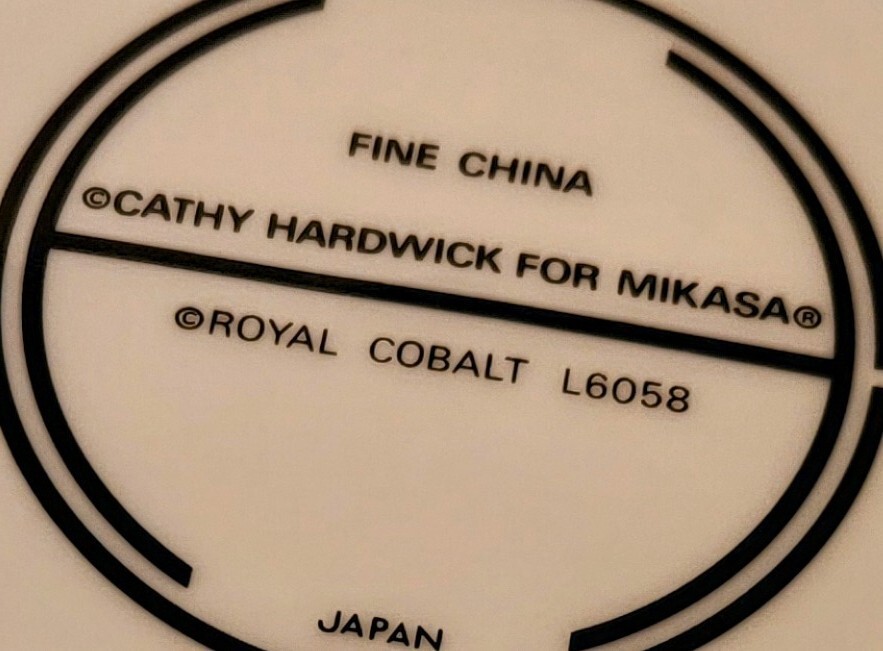 FINE CHINA
©CATHY HARDWICK FOR MIKASA®
©ROYAL COBALT L6058
JAPAN